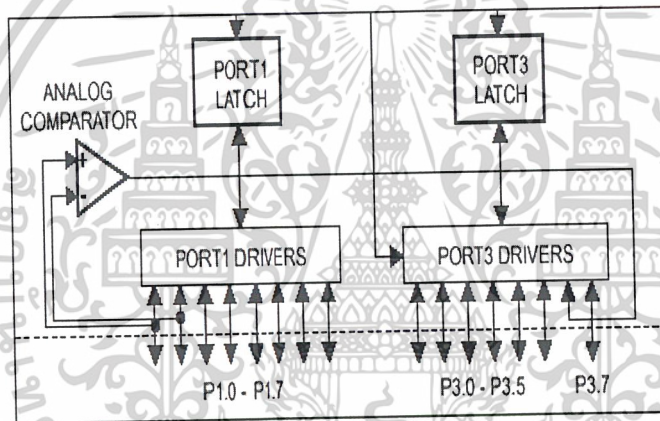 PORT1
LATCH
PORT3
LATCH
ANALOG
COMPARATOR
+
-
PORT1 DRIVERS
PORT3 DRIVERS
P1.0 - P1.7
P3.0 - P3.5
P3.7